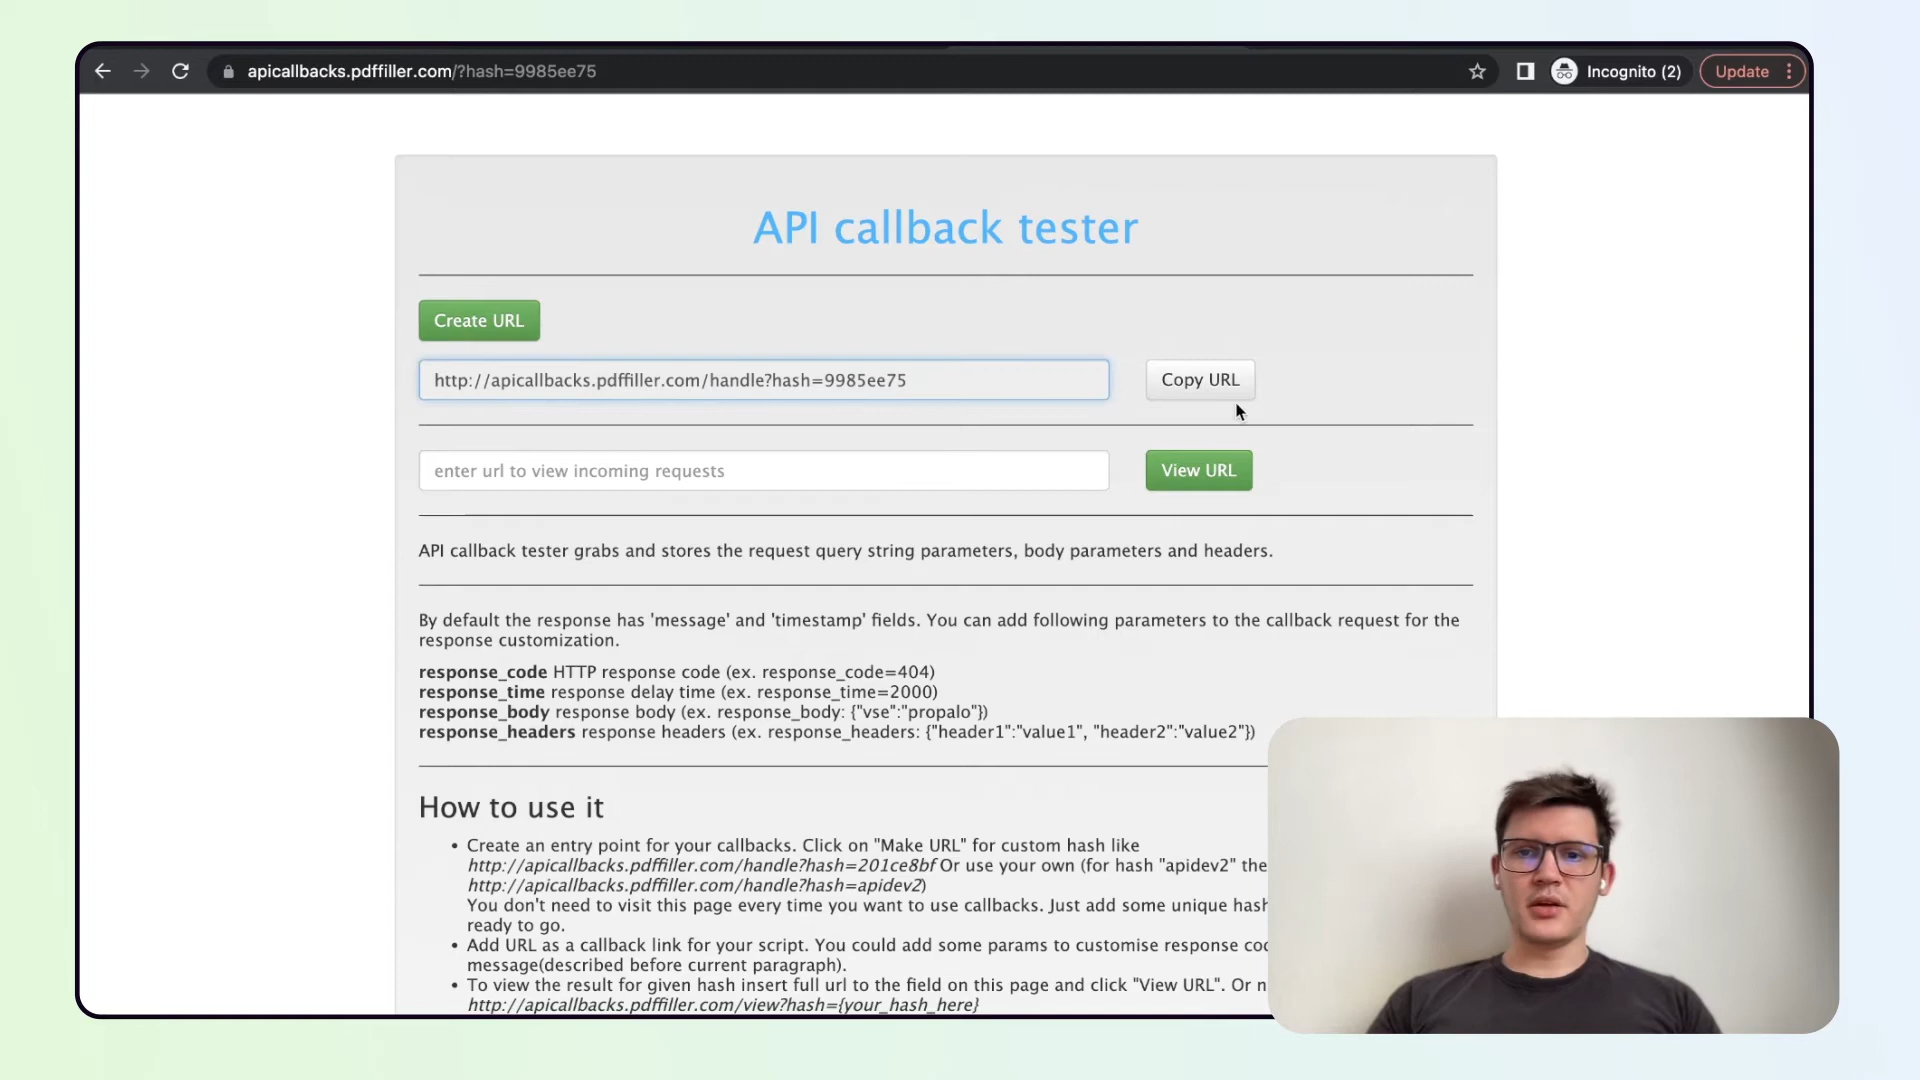 apicallbacks.pdffiller.com/?hash=9985ee75
Incognito (2)
Update
API callback tester
Create URL
http://apicallbacks.pdffiller.com/handle?hash=9985ee75
Copy URL
enter url to view incoming requests
View URL
API callback tester grabs and stores the request query string parameters, body parameters and headers.
By default the response has 'message' and 'timestamp' fields. You can add following parameters to the callback request for the
response customization.
response_code HTTP response code (ex. response_code=404)
response_time response delay time (ex. response_time=2000)
response_body response body (ex. response_body: {"vse":"propalo"})
response_headers response headers (ex. response_headers: {"header1":"value1", "header2":"value2"})
How to use it
• Create an entry point for your callbacks. Click on "Make URL" for custom hash like
http://apicallbacks.pdffiller.com/handle?hash=201ce8bf Or use your own (for hash "apidev2" the
http://apicallbacks.pdffiller.com/handle?hash=apidev2)
You don't need to visit this page every time you want to use callbacks. Just add some unique hash
ready to go.
• Add URL as a callback link for your script. You could add some params to customise response
message(described before current paragraph).
• To view the result for given hash insert full url to the field on this page and click "View URL". Or
http://apicallbacks.pdffiller.com/view?hash={your_hash_here}